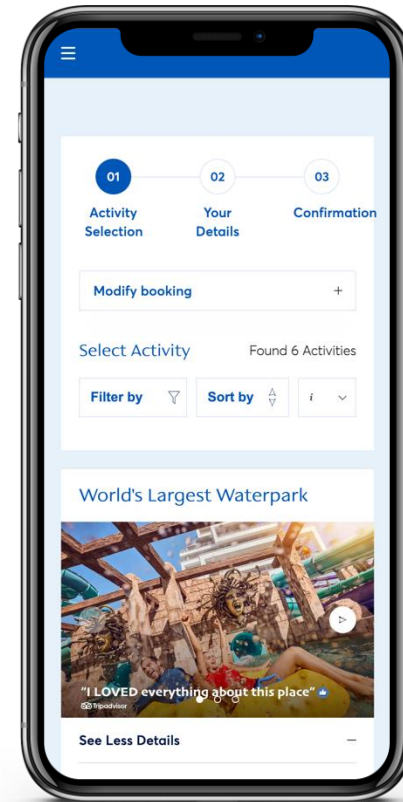 01
02
03
Activity
Selection
Your
Details
Confirmation
Modify booking +
Select Activity
Found 6 Activities
Filter by
Sort by
i
World's Largest Waterpark
"I LOVED everything about this place"
Tripadvisor
See Less Details –